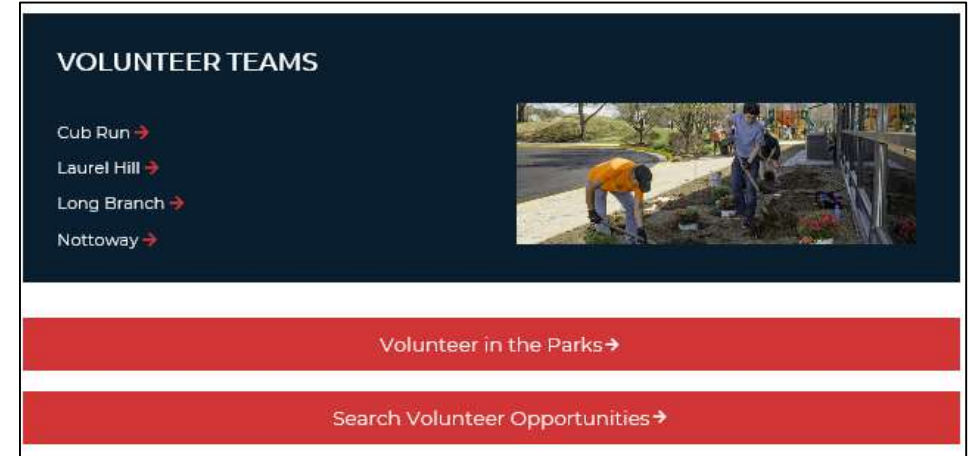 VOLUNTEER TEAMS
Cub Run →
Laurel Hill →
Long Branch →
Nottoway →
Volunteer in the Parks →
Search Volunteer Opportunities →